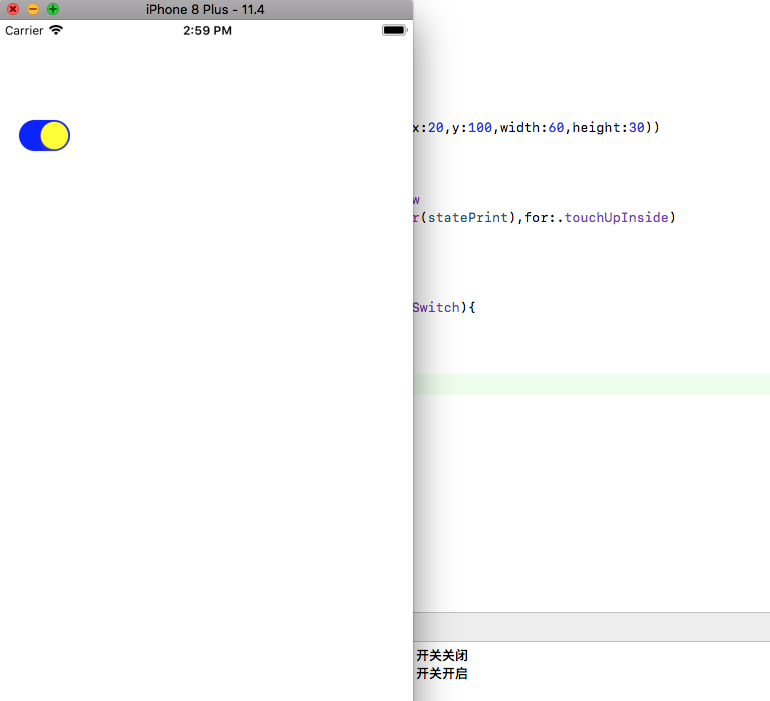 iPhone 8 Plus - 11.4
Carrier
2:59 PM
x:20,y:100,width:60,height:30))
w
r(statePrint),for:.touchUpInside)
Switch){
开关关闭
开关开启